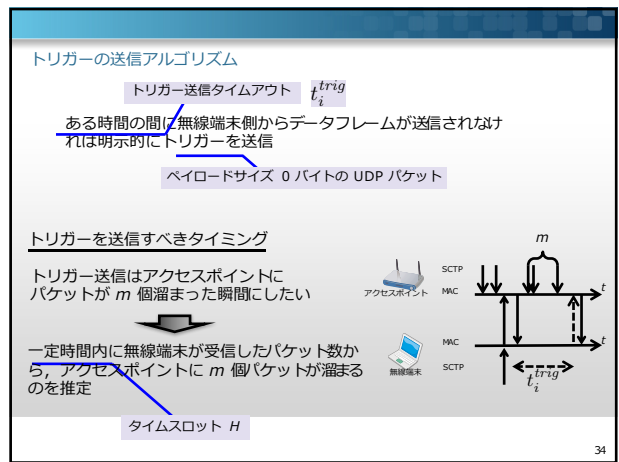 トリガーの送信アルゴリズム
トリガー送信タイムアウト t_i^{trig}
ある時間の間に無線端末側からデータフレームが送信されなけ
れば明示的にトリガーを送信
ペイロードサイズ 0 バイトの UDP パケット
トリガーを送信すべきタイミング
トリガー送信はアクセスポイントに
パケットが m 個溜まった瞬間にしたい
一定時間内に無線端末が受信したパケット数か
ら，アクセスポイントに m 個パケットが溜まる
のを推定
タイムスロット H
m
SCTP
アクセスポイント
MAC
t
MAC
t
無線端末
SCTP
t_i^{trig}
34